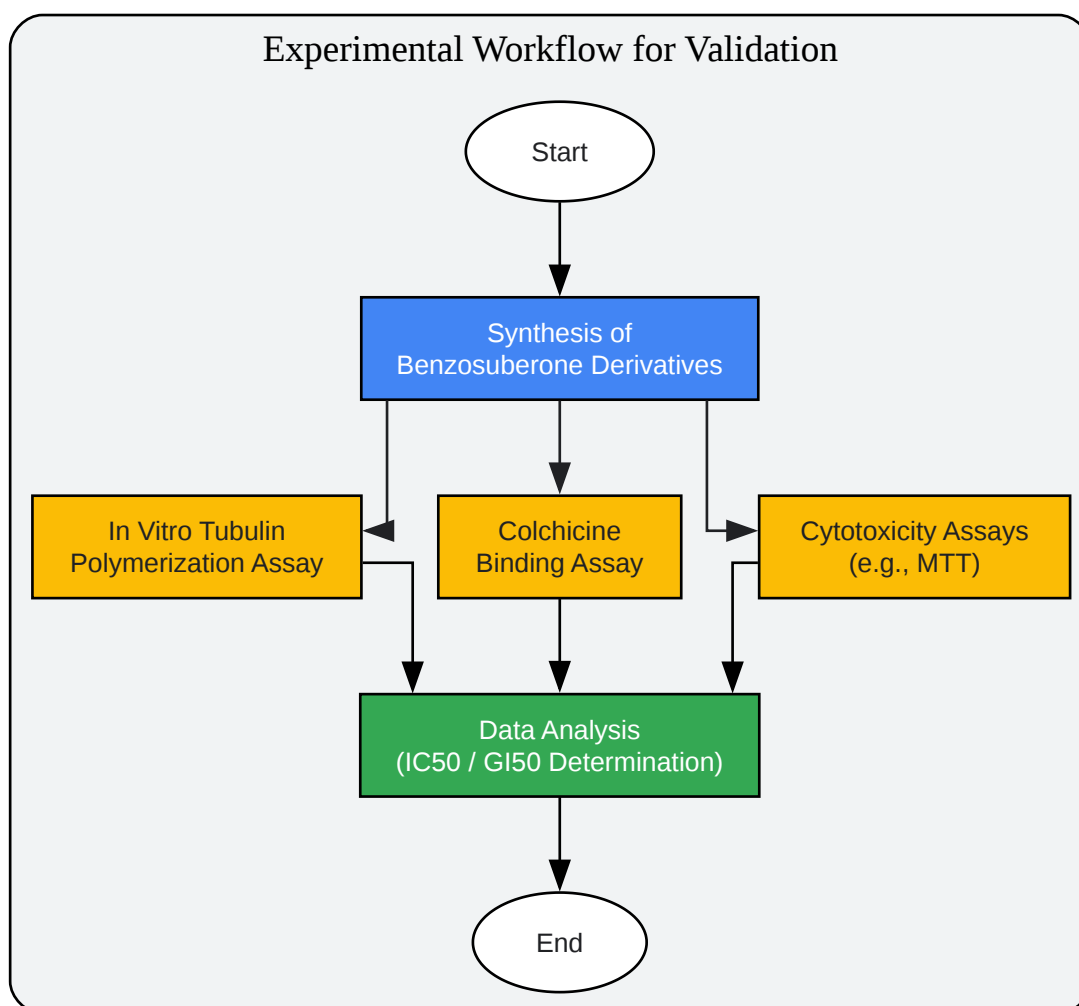 Experimental Workflow for Validation
Start
Synthesis of
Benzosuberone Derivatives
In Vitro Tubulin
Polymerization Assay
Colchicine
Binding Assay
Cytotoxicity Assays
(e.g., MTT)
Data Analysis
(IC50 / GI50 Determination)
End